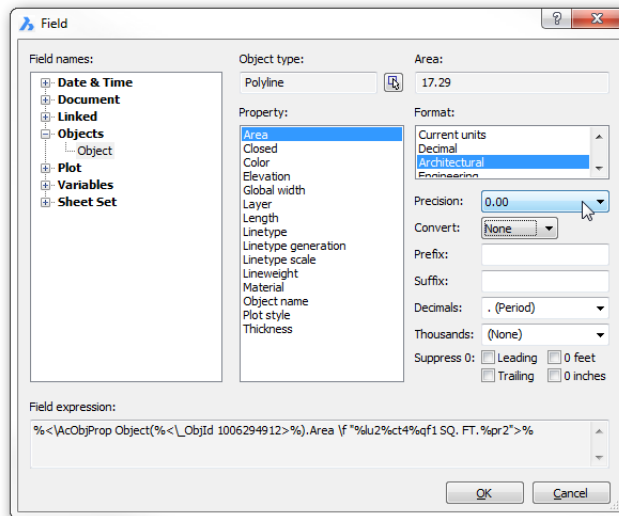 Field
Field names:
Date & Time
Document
Linked
Objects
Object
Plot
Variables
Sheet Set
Object type:
Polyline
Property:
Area
Closed
Color
Elevation
Global width
Layer
Length
Linetype
Linetype generation
Linetype scale
Lineweight
Material
Object name
Plot style
Thickness
Area:
17.29
Format:
Current units
Decimal
Architectural
Engineering
Precision: 0.00
Convert: None
Prefix:
Suffix:
Decimals: . (Period)
Thousands: (None)
Suppress 0: Leading 0 feet
Trailing 0 inches
Field expression:
%<\AcObjProp Object(%<\_ObjId 1006294912>%).Area \f "%lu2%ct4%qf1 SQ. FT.%pr2">%
OK Cancel